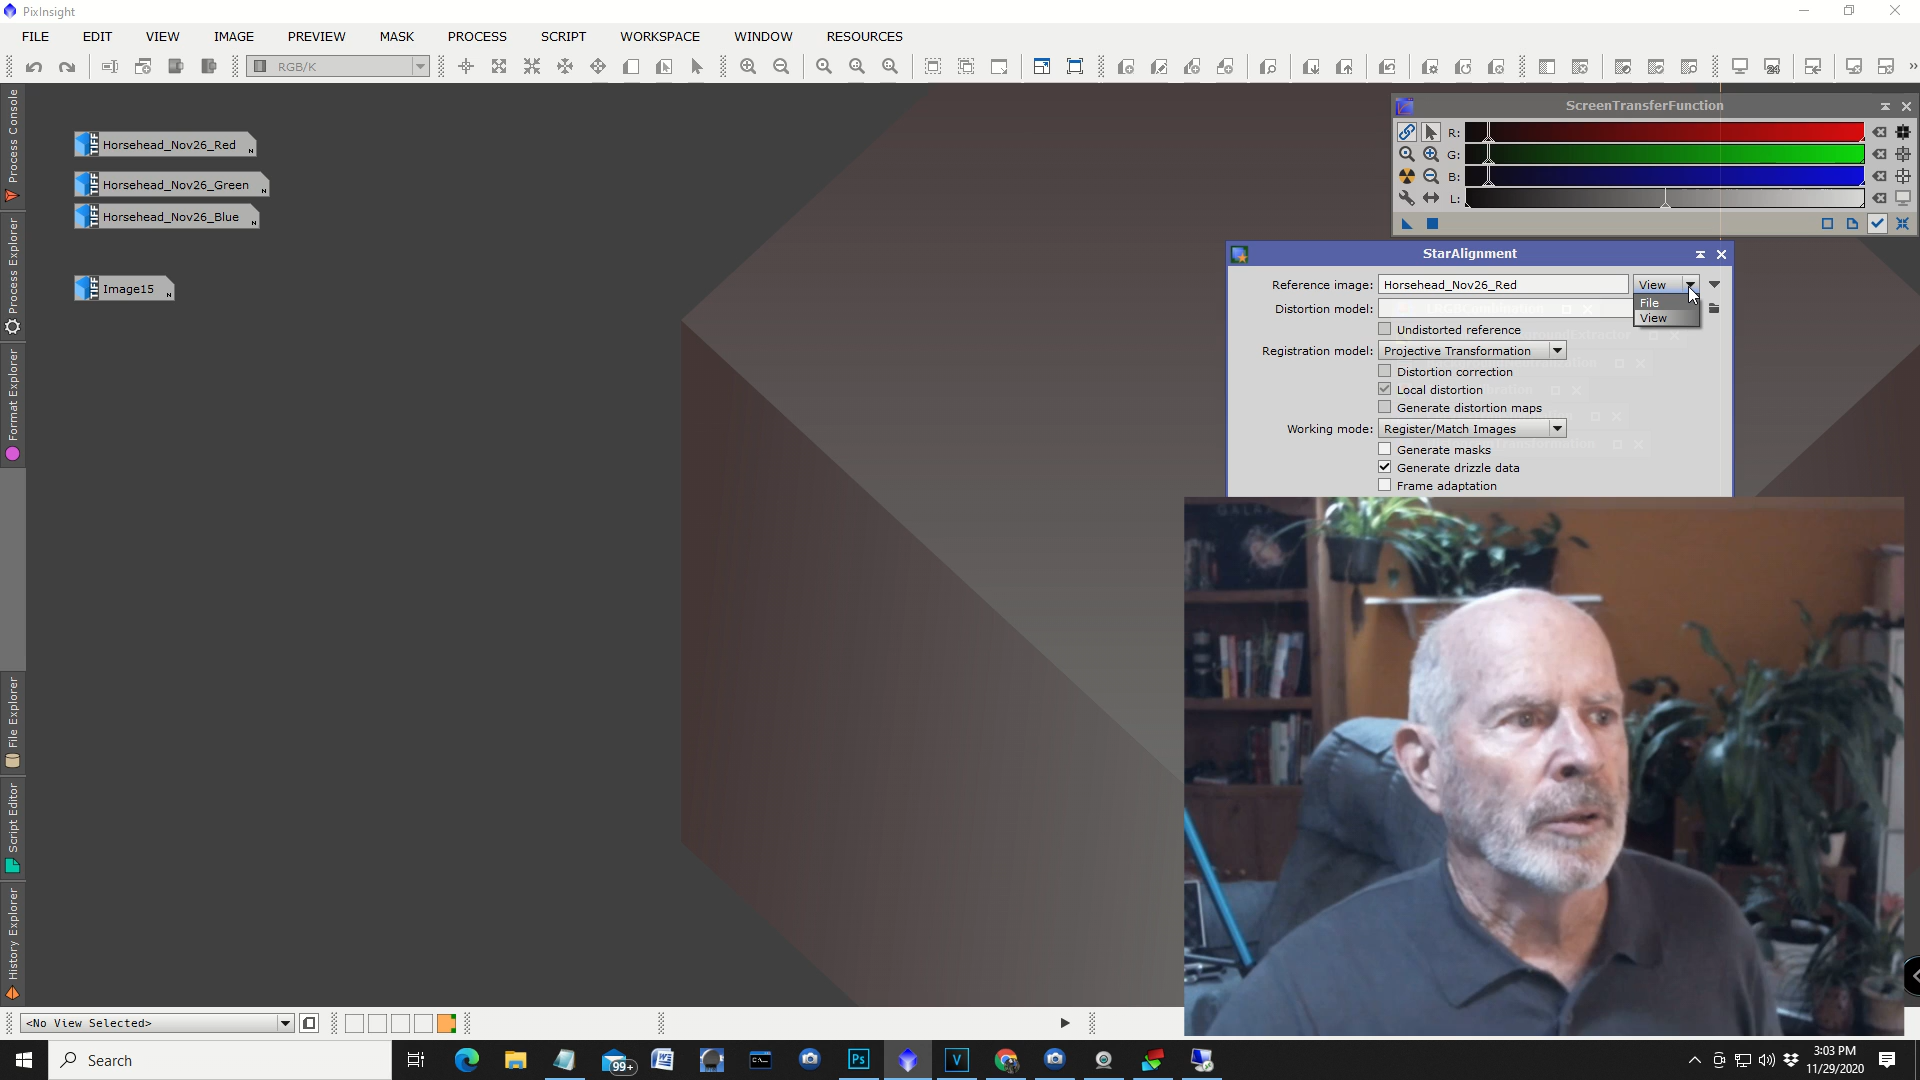 PixInsight
FILE EDIT VIEW IMAGE PREVIEW MASK PROCESS SCRIPT WORKSPACE WINDOW RESOURCES
RGB/K
Process Console
Process Explorer
Format Explorer
File Explorer
Script Editor
History Explorer
TIFF Horsehead_Nov26_Red N
TIFF Horsehead_Nov26_Green N
TIFF Horsehead_Nov26_Blue N
TIFF Image15 N
ScreenTransferFunction
R:
G:
B:
L:
StarAlignment
Reference image: Horsehead_Nov26_Red View
File
View
Distortion model:
Undistorted reference
Registration model: Projective Transformation
Distortion correction
Local distortion
Generate distortion maps
Working mode: Register/Match Images
Generate masks
Generate drizzle data
Frame adaptation
<No View Selected>
Search
99+
Ps
V
3:03 PM
11/29/2020